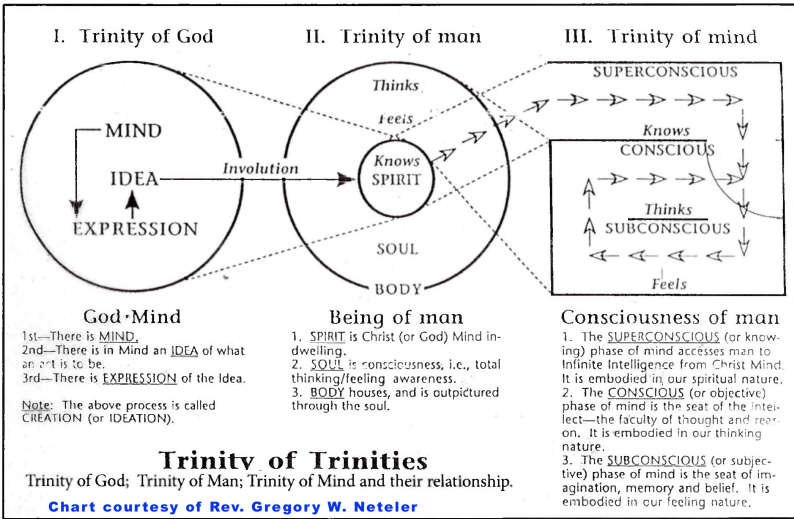 I. Trinity of God
II. Trinity of man
III. Trinity of mind
MIND
IDEA
EXPRESSION
Involution
Thinks
Feels
Knows
SPIRIT
SOUL
BODY
SUPERCONSCIOUS
Knows
CONSCIOUS
Thinks
SUBCONSCIOUS
Feels
God·Mind
1st—There is MIND,
2nd—There is in Mind an IDEA of what
an act is to be.
3rd—There is EXPRESSION of the Idea.
Note: The above process is called
CREATION (or IDEATION).
Being of man
1. SPIRIT is Christ (or God) Mind in-
dwelling.
2. SOUL is consciousness, i.e., total
thinking/feeling awareness.
3. BODY houses, and is outpictured
through the soul.
Consciousness of man
1. The SUPERCONSCIOUS (or know-
ing) phase of mind accesses man to
Infinite Intelligence from Christ Mind.
It is embodied in our spiritual nature.
2. The CONSCIOUS (or objective)
phase of mind is the seat of the intel-
lect—the faculty of thought and reas-
on. It is embodied in our thinking
nature.
3. The SUBCONSCIOUS (or subjec-
tive) phase of mind is the seat of im-
agination, memory and belief. It is
embodied in our feeling nature.
Trinity of Trinities
Trinity of God; Trinity of Man; Trinity of Mind and their relationship.
Chart courtesy of Rev. Gregory W. Neteler